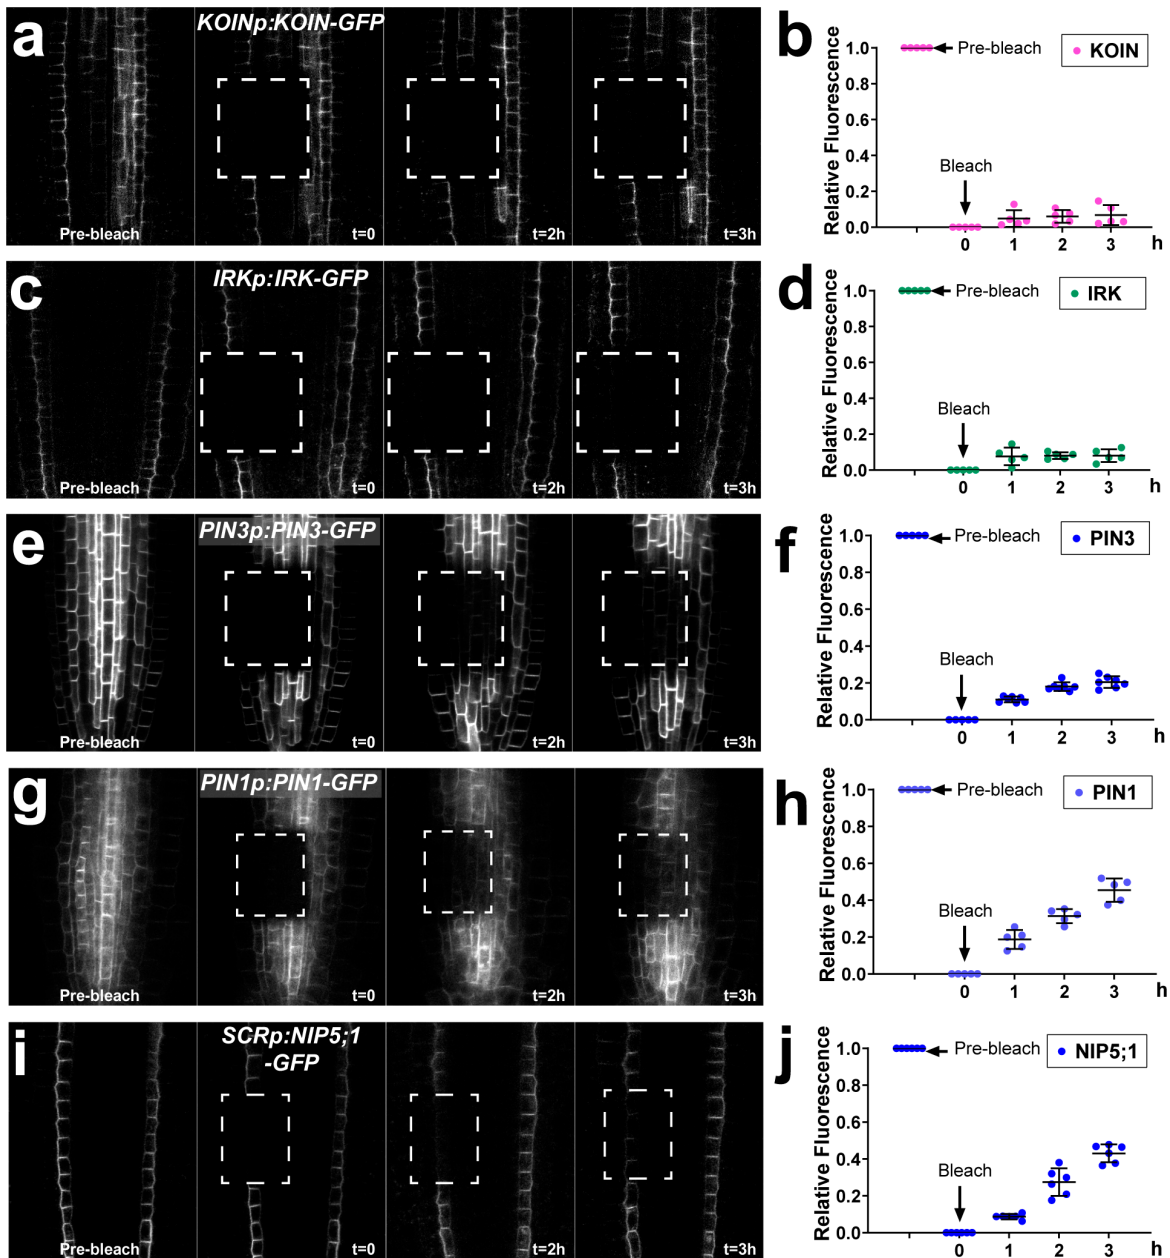 a
KOINp:KOIN-GFP
Pre-bleach
t=0
t=2h
t=3h
b
Relative Fluorescence
1.0
0.8
0.6
0.4
0.2
0.0
Pre-bleach
KOIN
Bleach
0 1 2 3 h
c
IRKp:IRK-GFP
Pre-bleach
t=0
t=2h
t=3h
d
Relative Fluorescence
1.0
0.8
0.6
0.4
0.2
0.0
Pre-bleach
IRK
Bleach
0 1 2 3 h
e
PIN3p:PIN3-GFP
Pre-bleach
t=0
t=2h
t=3h
f
Relative Fluorescence
1.0
0.8
0.6
0.4
0.2
0.0
Pre-bleach
PIN3
Bleach
0 1 2 3 h
g
PIN1p:PIN1-GFP
Pre-bleach
t=0
t=2h
t=3h
h
Relative Fluorescence
1.0
0.8
0.6
0.4
0.2
0.0
Pre-bleach
PIN1
Bleach
0 1 2 3 h
i
SCRp:NIP5;1
-GFP
Pre-bleach
t=0
t=2h
t=3h
j
Relative Fluorescence
1.0
0.8
0.6
0.4
0.2
0.0
Pre-bleach
NIP5;1
Bleach
0 1 2 3 h